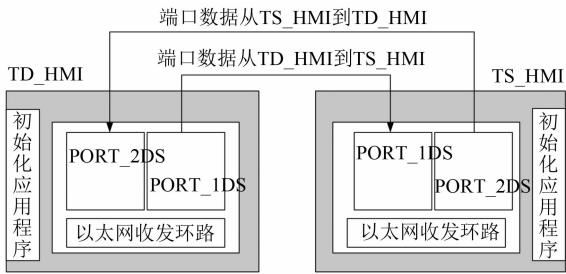 端口数据从TS_HMI到TD_HMI
端口数据从TD_HMI到TS_HMI
TD_HMI
TS_HMI
初始化应用程序
PORT_2DS
PORT_1DS
以太网收发环路
PORT_1DS
PORT_2DS
以太网收发环路
初始化应用程序